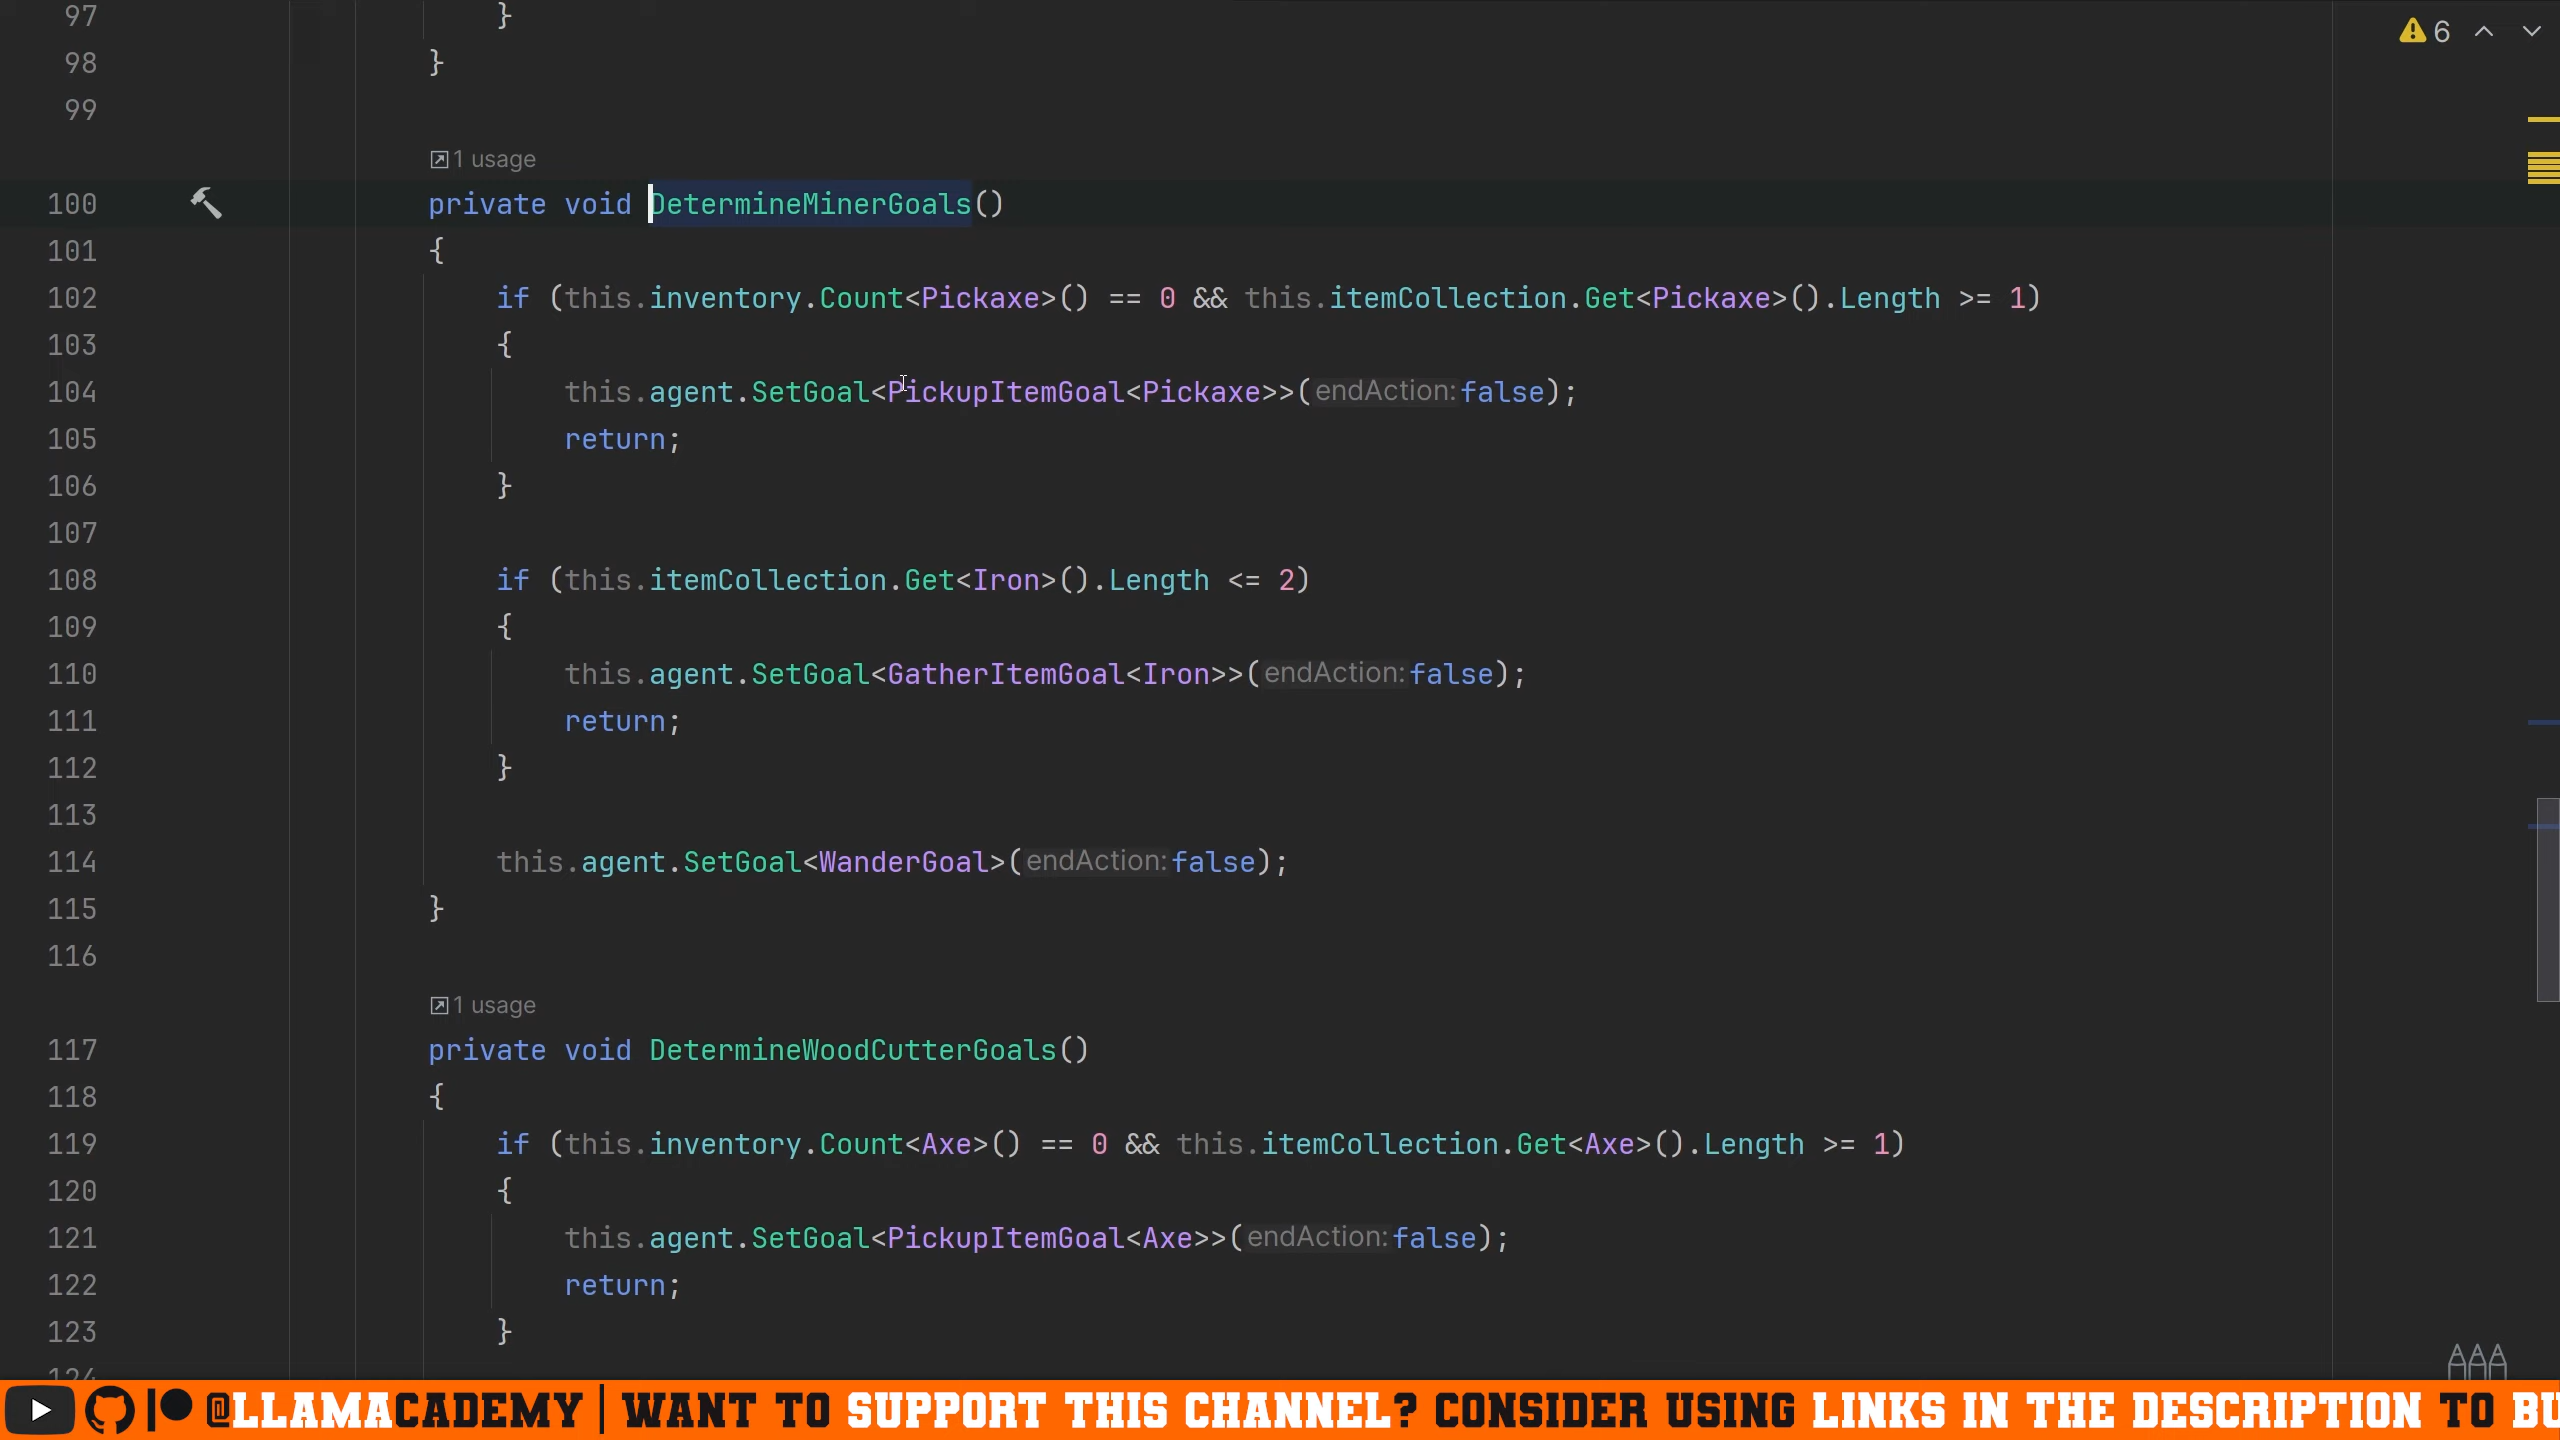 97 }
98 }
99
1 usage
100 private void DetermineMinerGoals()
101 {
102 if (this.inventory.Count<Pickaxe>() == 0 && this.itemCollection.Get<Pickaxe>().Length >= 1)
103 {
104 this.agent.SetGoal<PickupItemGoal<Pickaxe>>(endAction:false);
105 return;
106 }
107
108 if (this.itemCollection.Get<Iron>().Length <= 2)
109 {
110 this.agent.SetGoal<GatherItemGoal<Iron>>(endAction:false);
111 return;
112 }
113
114 this.agent.SetGoal<WanderGoal>(endAction:false);
115 }
116
1 usage
117 private void DetermineWoodCutterGoals()
118 {
119 if (this.inventory.Count<Axe>() == 0 && this.itemCollection.Get<Axe>().Length >= 1)
120 {
121 this.agent.SetGoal<PickupItemGoal<Axe>>(endAction:false);
122 return;
123 }
124
6
@LLAMACADEMY | WANT TO SUPPORT THIS CHANNEL? CONSIDER USING LINKS IN THE DESCRIPTION TO BU